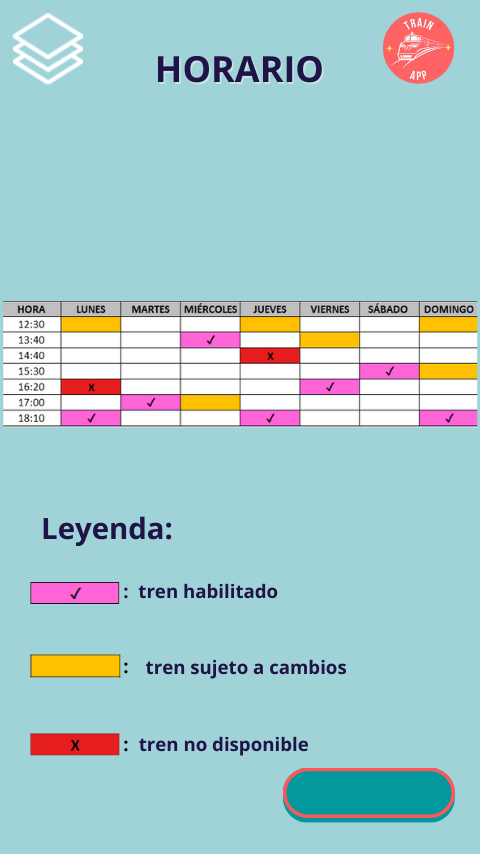 TRAIN
APP
HORARIO
HORA LUNES MARTES MIÉRCOLES JUEVES VIERNES SÁBADO DOMINGO
12:30
13:40 ✓
14:40 X
15:30 ✓
16:20 X ✓
17:00 ✓
18:10 ✓ ✓ ✓
Leyenda:
✓ : tren habilitado
: tren sujeto a cambios
X : tren no disponible